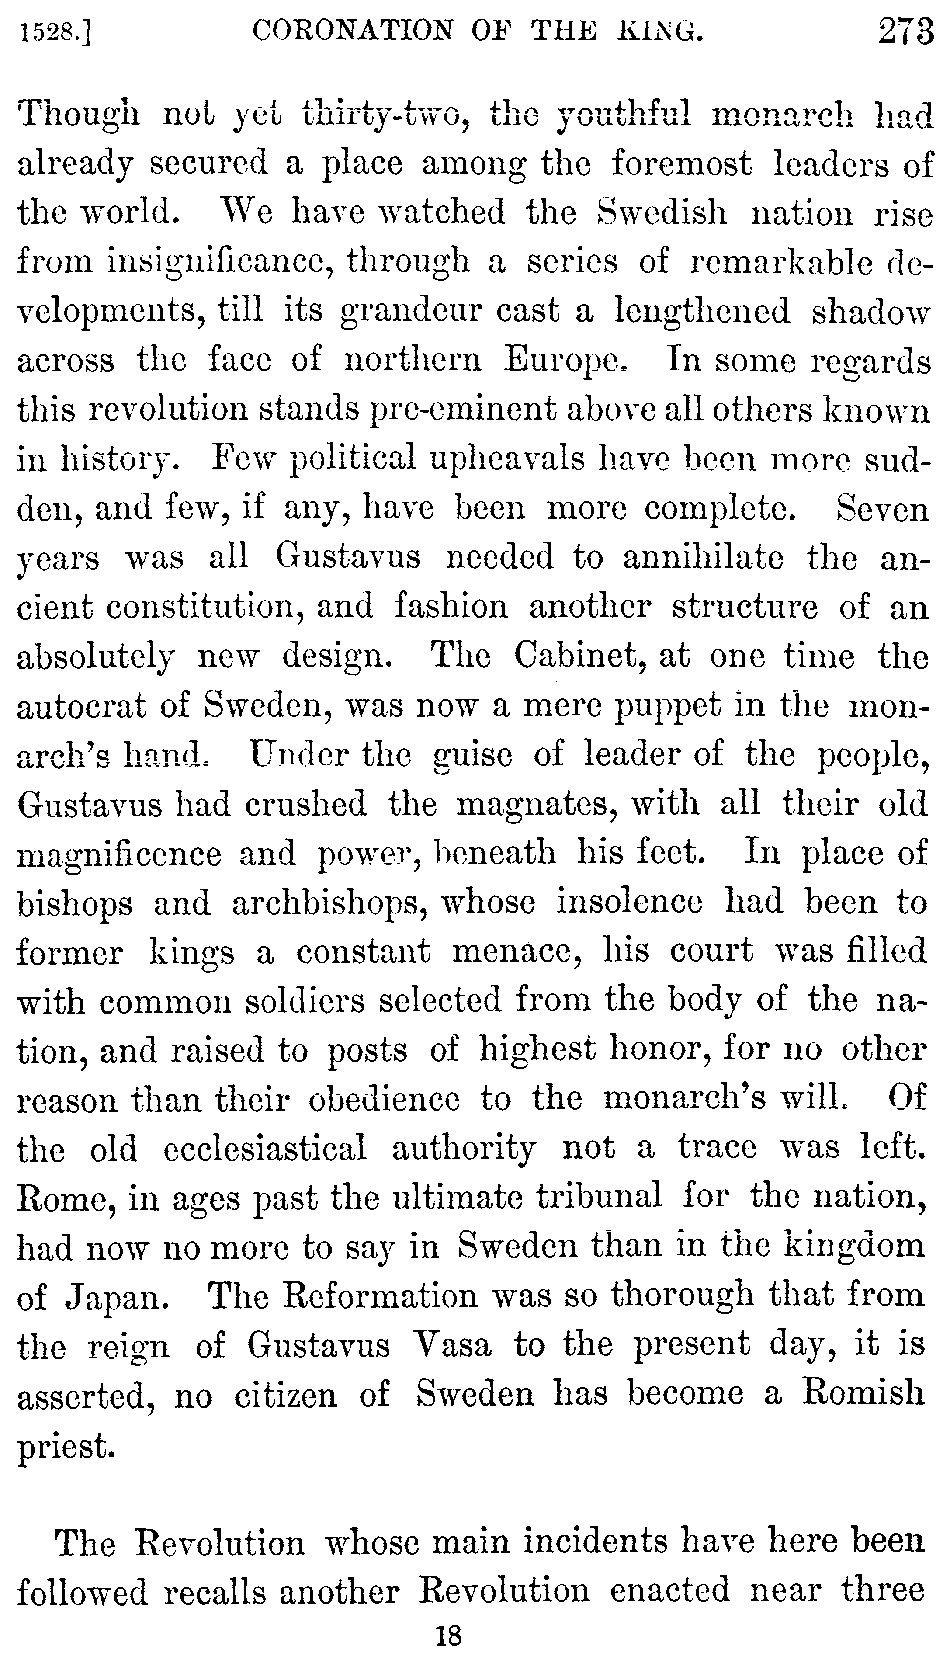 1528.] CORONATION OF THE KING. 273
Though not yet thirty-two, the youthful monarch had
already secured a place among the foremost leaders of
the world. We have watched the Swedish nation rise
from insignificance, through a series of remarkable de-
velopments, till its grandeur cast a lengthened shadow
across the face of northern Europe. In some regards
this revolution stands pre-eminent above all others known
in history. Few political upheavals have been more sud-
den, and few, if any, have been more complete. Seven
years was all Gustavus needed to annihilate the an-
cient constitution, and fashion another structure of an
absolutely new design. The Cabinet, at one time the
autocrat of Sweden, was now a mere puppet in the mon-
arch's hand. Under the guise of leader of the people,
Gustavus had crushed the magnates, with all their old
magnificence and power, beneath his feet. In place of
bishops and archbishops, whose insolence had been to
former kings a constant menace, his court was filled
with common soldiers selected from the body of the na-
tion, and raised to posts of highest honor, for no other
reason than their obedience to the monarch's will. Of
the old ecclesiastical authority not a trace was left.
Rome, in ages past the ultimate tribunal for the nation,
had now no more to say in Sweden than in the kingdom
of Japan. The Reformation was so thorough that from
the reign of Gustavus Vasa to the present day, it is
asserted, no citizen of Sweden has become a Romish
priest.
The Revolution whose main incidents have here been
followed recalls another Revolution enacted near three
18